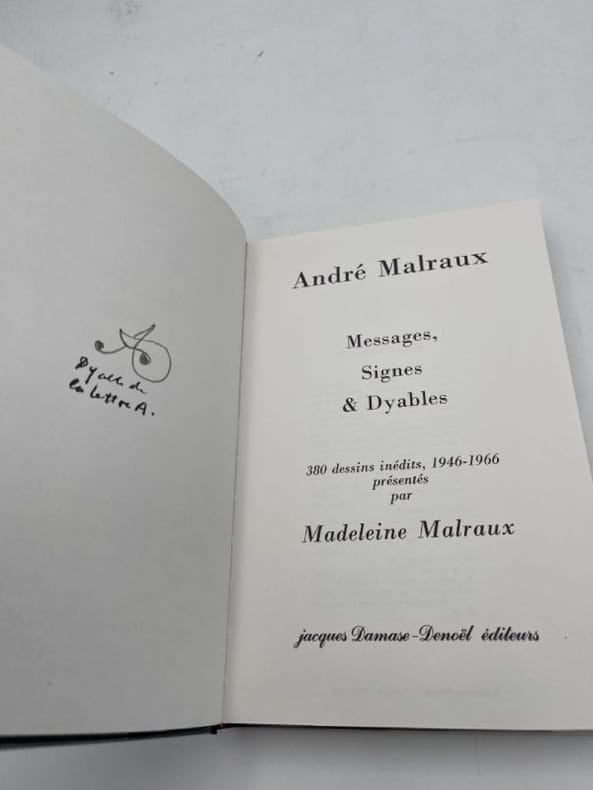 Dyable de
la lettre A.
André Malraux
Messages,
Signes
& Dyables
380 dessins inédits, 1946-1966
présentés
par
Madeleine Malraux
jacques Damase-Denoël éditeurs